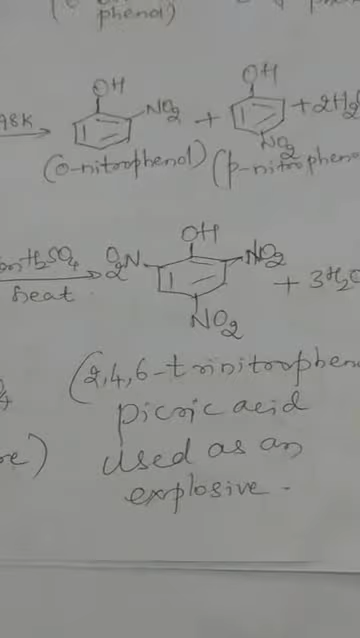 phenol)
OH OH
98K NO2 + + 2H2
NO2
(o-nitrophenol) (p-nitrophen
OH
H2SO4 O2N NO2 + 3H2O
heat
NO2
(2,4,6-trinitrophen
picric acid
used as an
explosive.